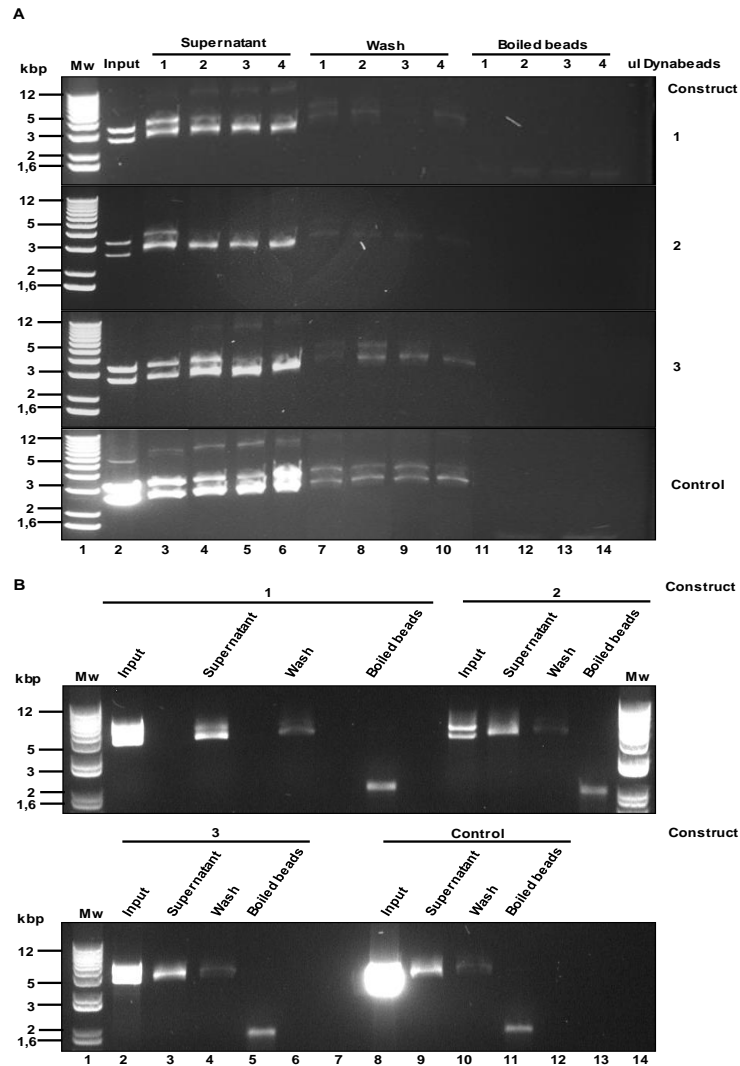 A
Supernatant Wash Boiled beads
kbp Mw Input 1 2 3 4 1 2 3 4 1 2 3 4 ul Dynabeads
Construct
12
5
3
2
1,6
1
12
5
3
2
1,6
2
12
5
3
2
1,6
3
12
5
3
2
1,6
Control
1 2 3 4 5 6 7 8 9 10 11 12 13 14
B
1 2 Construct
Input Supernatant Wash Boiled beads Input Supernatant Wash Boiled beads
kbp Mw Mw
12
5
3
2
1,6
3 Control Construct
Input Supernatant Wash Boiled beads Input Supernatant Wash Boiled beads
kbp Mw
12
5
3
2
1,6
1 2 3 4 5 6 7 8 9 10 11 12 13 14